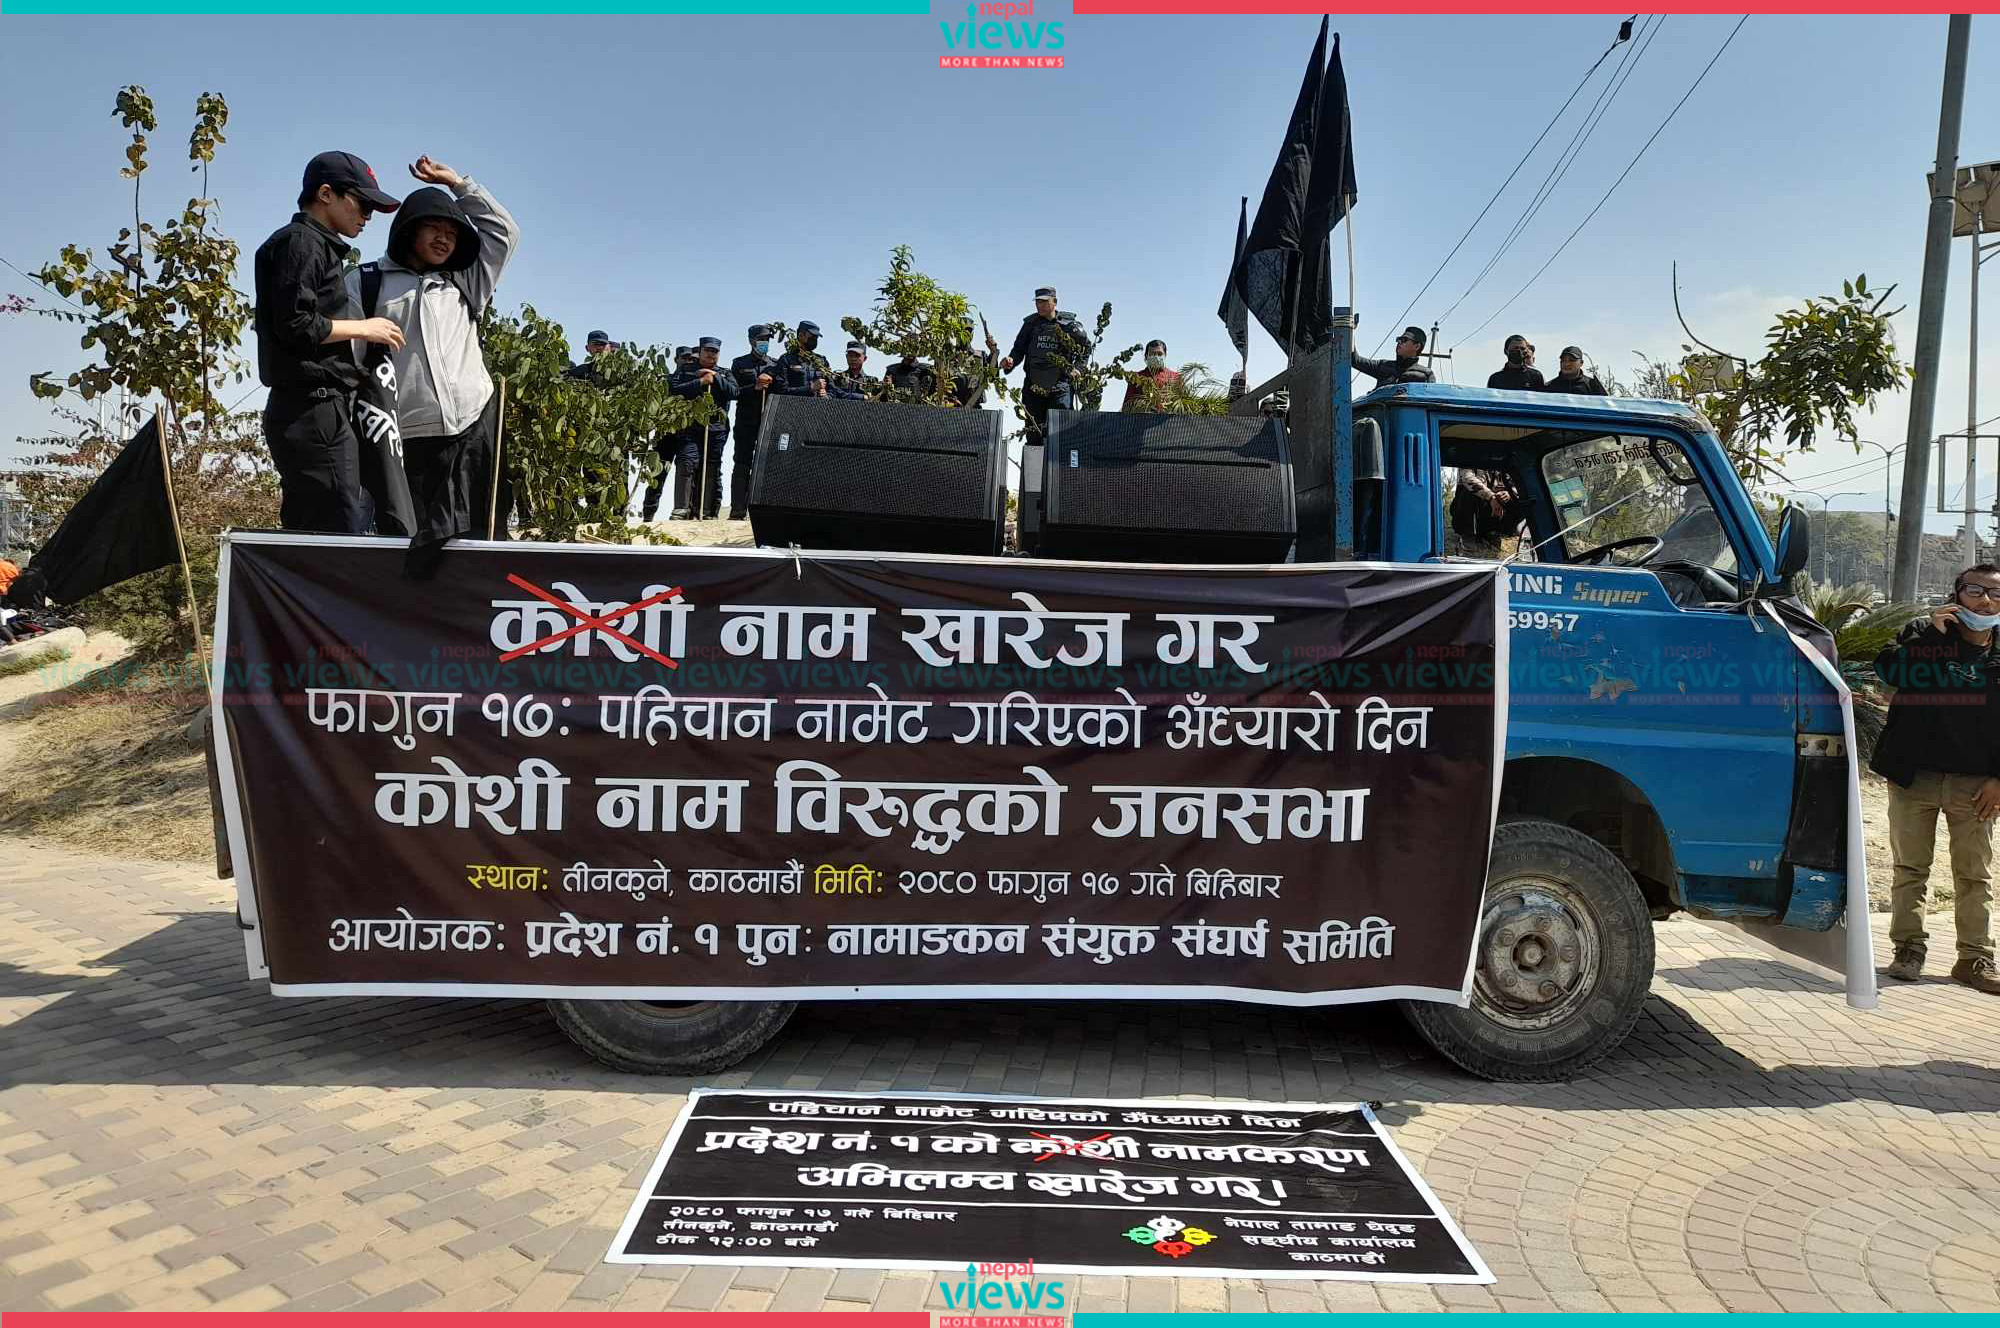 nepal
views
MORE THAN NEWS
NEPAL
POLICE
KING Super
59957
कोशी नाम खारेज गर
फागुन १७: पहिचान नामेट गरिएको अँध्यारो दिन
कोशी नाम विरुद्धको जनसभा
स्थान: तीनकुने, काठमाडौं मिति: २०८० फागुन १७ गते बिहिबार
आयोजक: प्रदेश नं. १ पुन: नामाङकन संयुक्त संघर्ष समिति
पहिचान नामेट गरिएको अँध्यारो दिन
प्रदेश नं. १ को कोशी नामकरण
अभिलम्व खारेज गर।
२०८० फागुन १७ गते बिहिबार
तीनकुने, काठमाडौं
ठीक १२:०० बजे
नेपाल तामाङ घेदुङ
सङ्घीय कार्यालय
काठमाडौं
nepal
views
MORE THAN NEWS